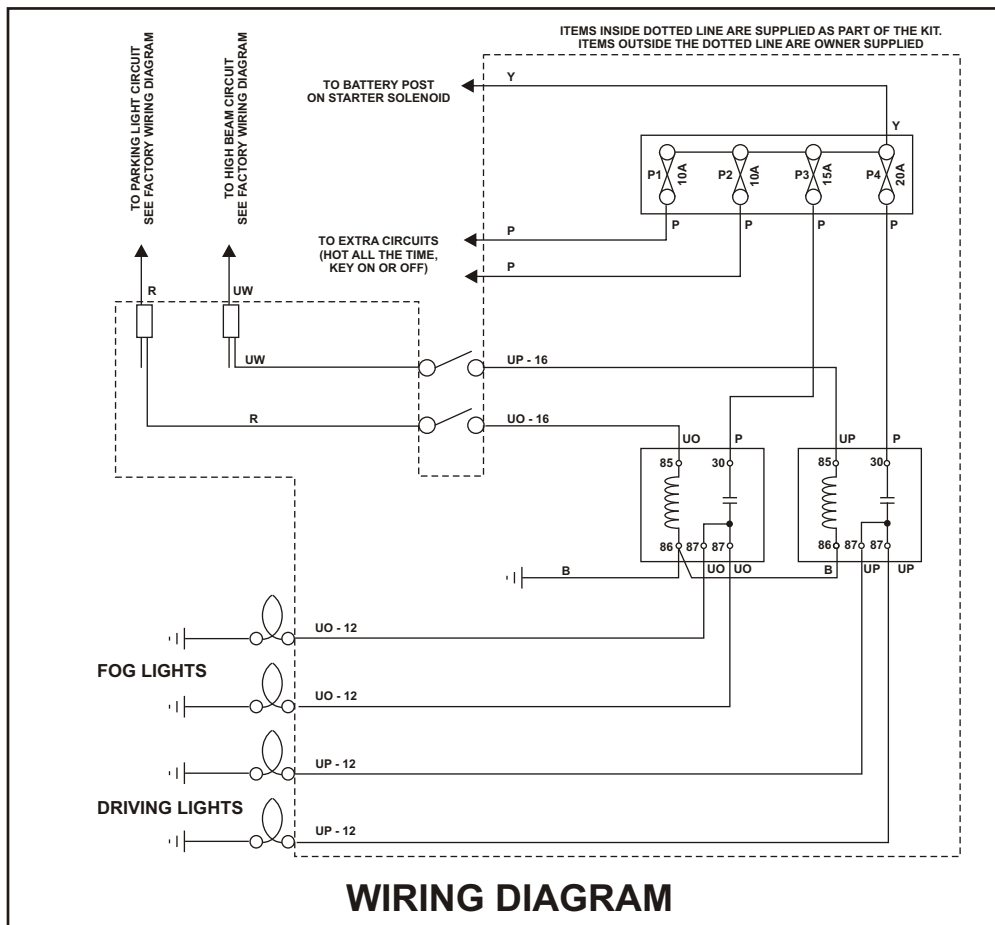 ITEMS INSIDE DOTTED LINE ARE SUPPLIED AS PART OF THE KIT.
ITEMS OUTSIDE THE DOTTED LINE ARE OWNER SUPPLIED
TO PARKING LIGHT CIRCUIT
SEE FACTORY WIRING DIAGRAM
TO HIGH BEAM CIRCUIT
SEE FACTORY WIRING DIAGRAM
TO BATTERY POST
ON STARTER SOLENOID
Y
Y
P1
10A
P2
10A
P3
15A
P4
20A
P
P
P
P
TO EXTRA CIRCUITS
(HOT ALL THE TIME,
KEY ON OR OFF)
P
P
R
UW
UW
UP - 16
R
UO - 16
UO
P
UP
P
85
30
85
30
86
87
87
86
87
87
B
UO
UO
B
UP
UP
UO - 12
FOG LIGHTS
UO - 12
UP - 12
DRIVING LIGHTS
UP - 12
WIRING DIAGRAM